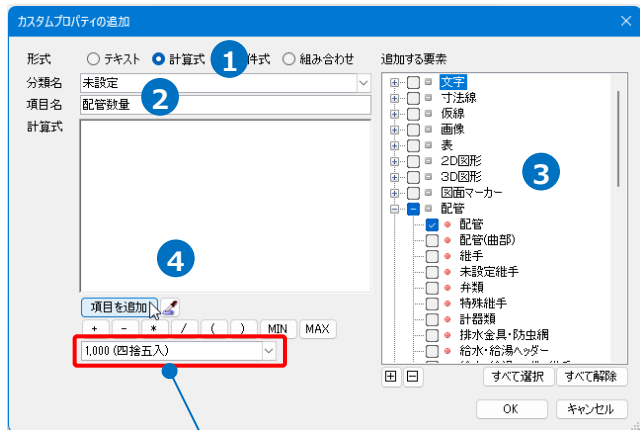 カスタムプロパティの追加
形式 テキスト 計算式 1 件式 組み合わせ
分類名 未設定
項目名 配管数量 2
計算式
4
項目を追加
+ - * / ( ) MIN MAX
1,000 (四捨五入)
追加する要素
文字
寸法線
仮線
画像
表
2D図形
3D図形 3
図面マーカー
配管
配管
配管(曲部)
継手
未設定継手
弁類
特殊継手
計器類
排水金具・防虫網
給水・給湯ヘッダー
すべて選択 すべて解除
OK キャンセル